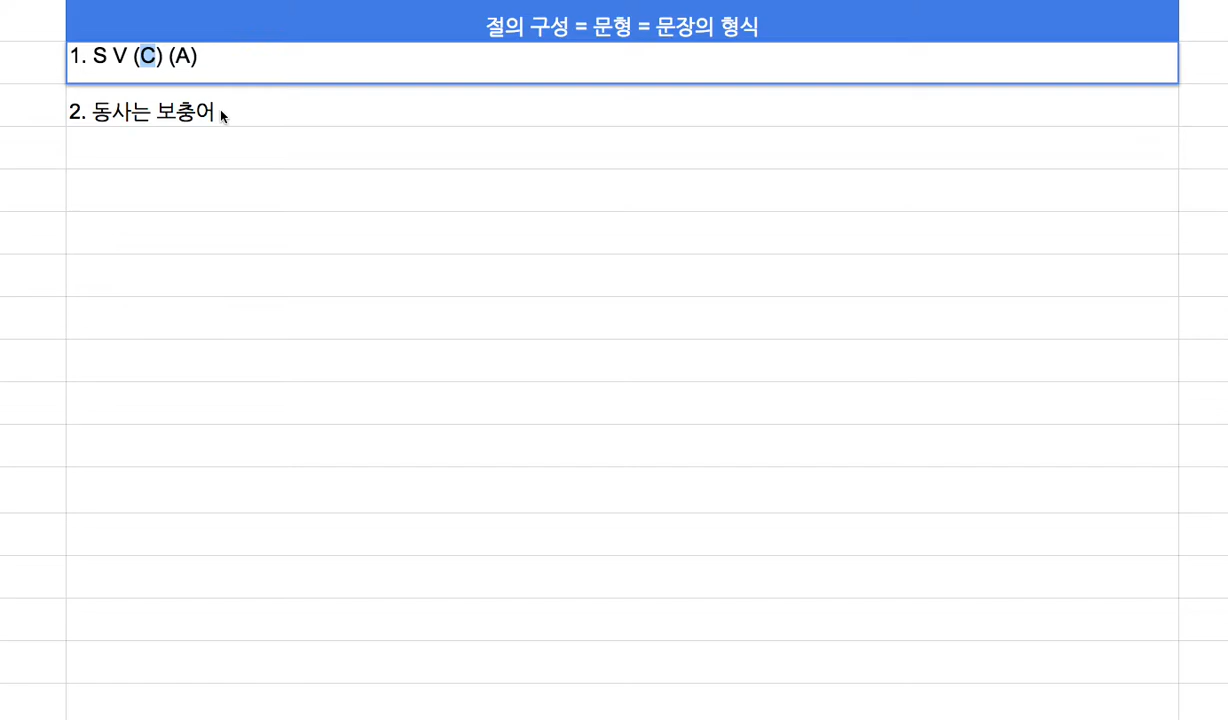 절의 구성 = 문형 = 문장의 형식
1. S V (C) (A)
2. 동사는 보충어